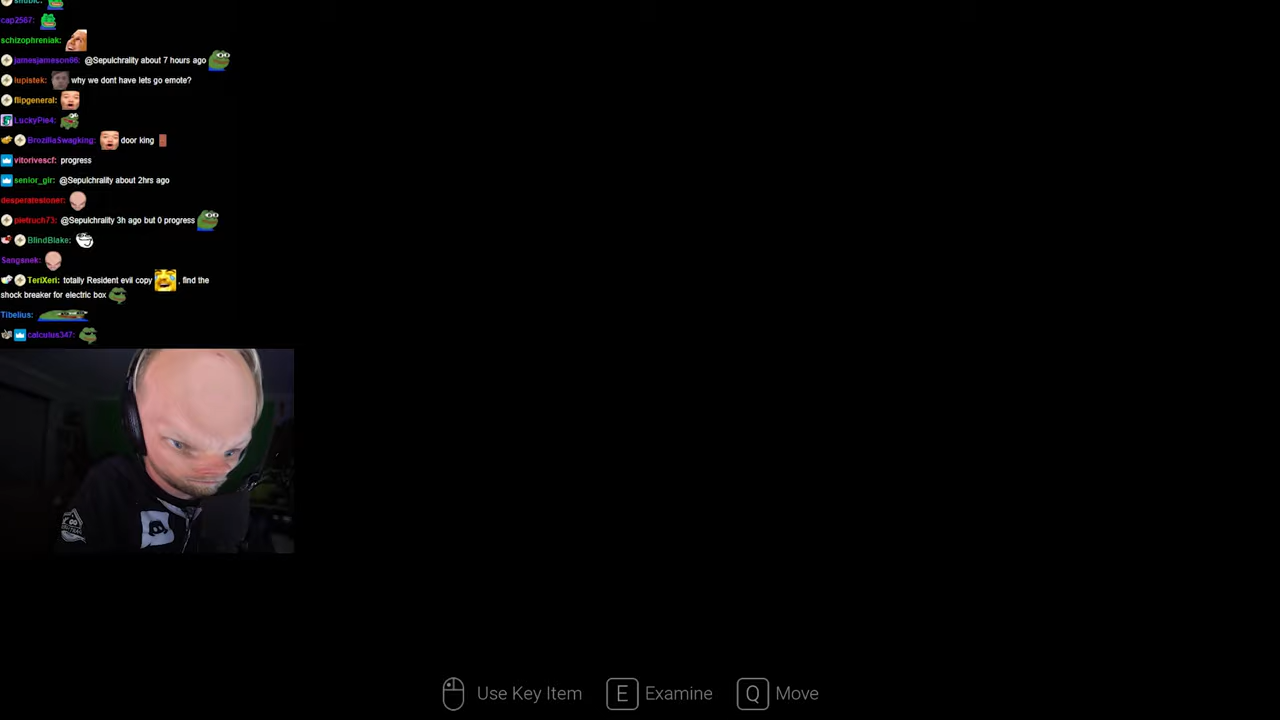 cap2567:
schizophreniak:
jamesjameson66: @Sepulchrality about 7 hours ago
lupistek: why we dont have lets go emote?
flipgeneral:
LuckyPie4:
BrozillaSwagking: door king
vitorivescf: progress
senior_gir: @Sepulchrality about 2hrs ago
desperatestoner:
pietruch73: @Sepulchrality 3h ago but 0 progress
BlindBlake:
Sangsnek:
TeriXeri: totally Resident evil copy , find the
shock breaker for electric box
Tibelius:
calculus347:
Use Key Item E Examine Q Move